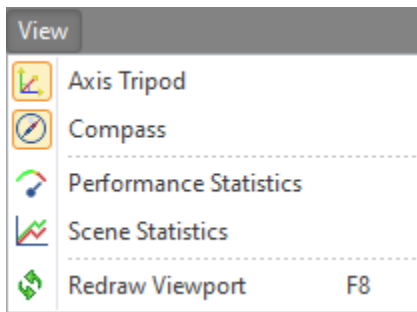 View
Axis Tripod
Compass
Performance Statistics
Scene Statistics
Redraw Viewport F8